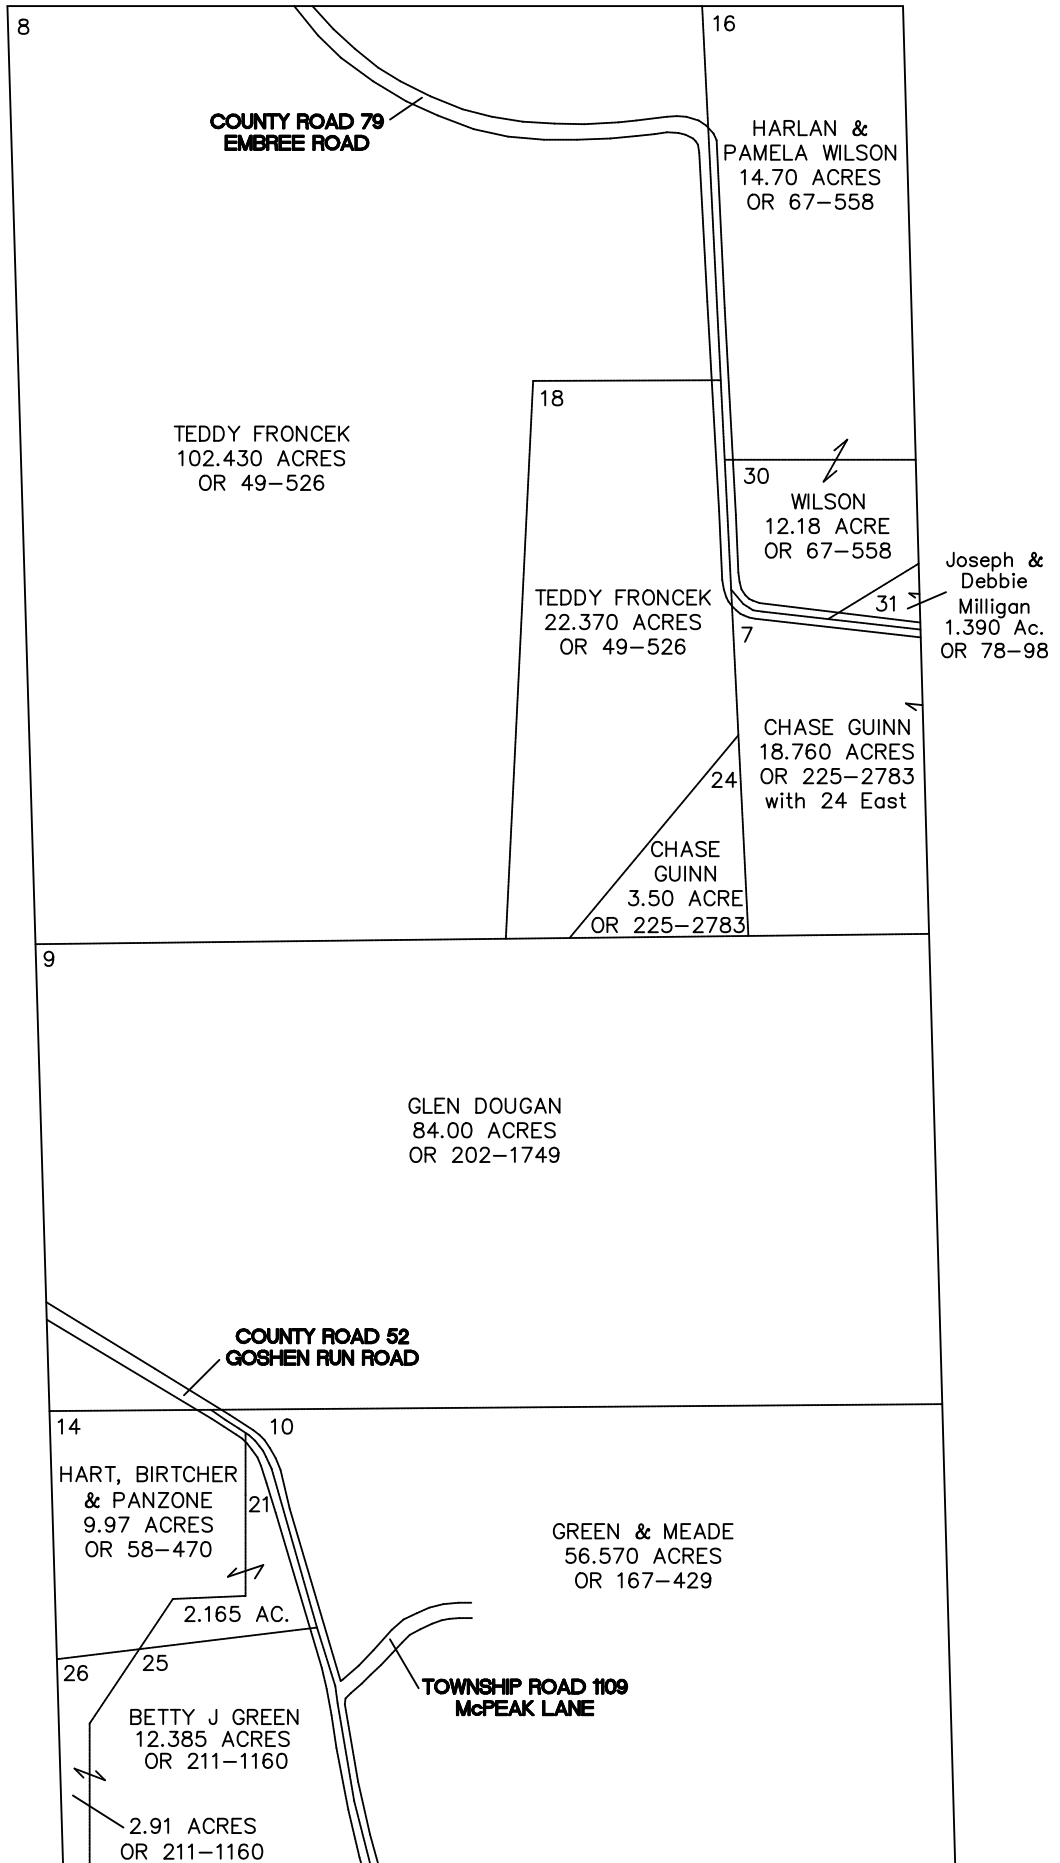 8
16
COUNTY ROAD 79
EMBREE ROAD
HARLAN &
PAMELA WILSON
14.70 ACRES
OR 67-558
18
TEDDY FRONCEK
102.430 ACRES
OR 49-526
30
WILSON
12.18 ACRE
OR 67-558
Joseph &
Debbie
Milligan
1.390 Ac.
OR 78-98
31
TEDDY FRONCEK
22.370 ACRES
OR 49-526
7
CHASE GUINN
18.760 ACRES
OR 225-2783
with 24 East
24
CHASE
GUINN
3.50 ACRE
OR 225-2783
9
GLEN DOUGAN
84.00 ACRES
OR 202-1749
COUNTY ROAD 52
GOSHEN RUN ROAD
14
10
HART, BIRTCHER
& PANZONE
9.97 ACRES
OR 58-470
21
GREEN & MEADE
56.570 ACRES
OR 167-429
2.165 AC.
26
25
TOWNSHIP ROAD 1109
McPEAK LANE
BETTY J GREEN
12.385 ACRES
OR 211-1160
2.91 ACRES
OR 211-1160